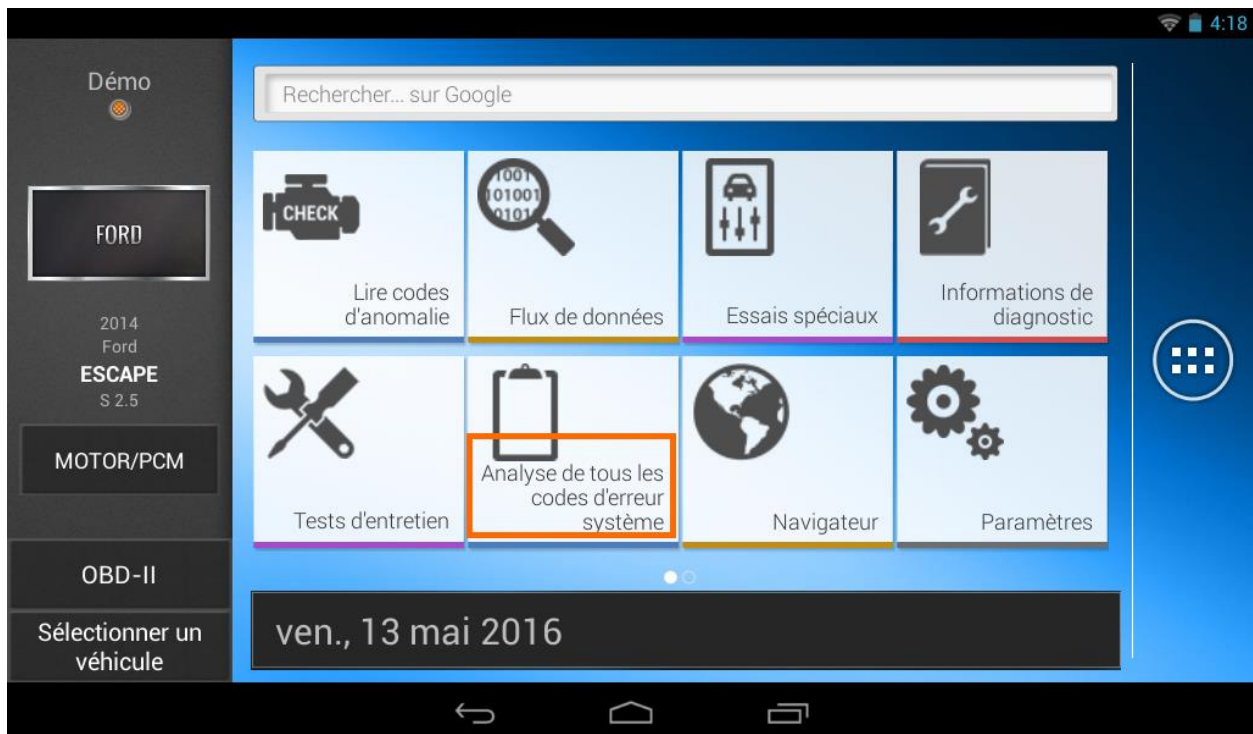 4:18
Démo
FORD
2014
Ford
ESCAPE
S 2.5
MOTOR/PCM
OBD-II
Sélectionner un
véhicule
Rechercher... sur Google
CHECK
Lire codes
d'anomalie
1001
101001
0101
Flux de données
Essais spéciaux
Informations de
diagnostic
Tests d'entretien
Analyse de tous les
codes d'erreur
système
Navigateur
Paramètres
ven., 13 mai 2016